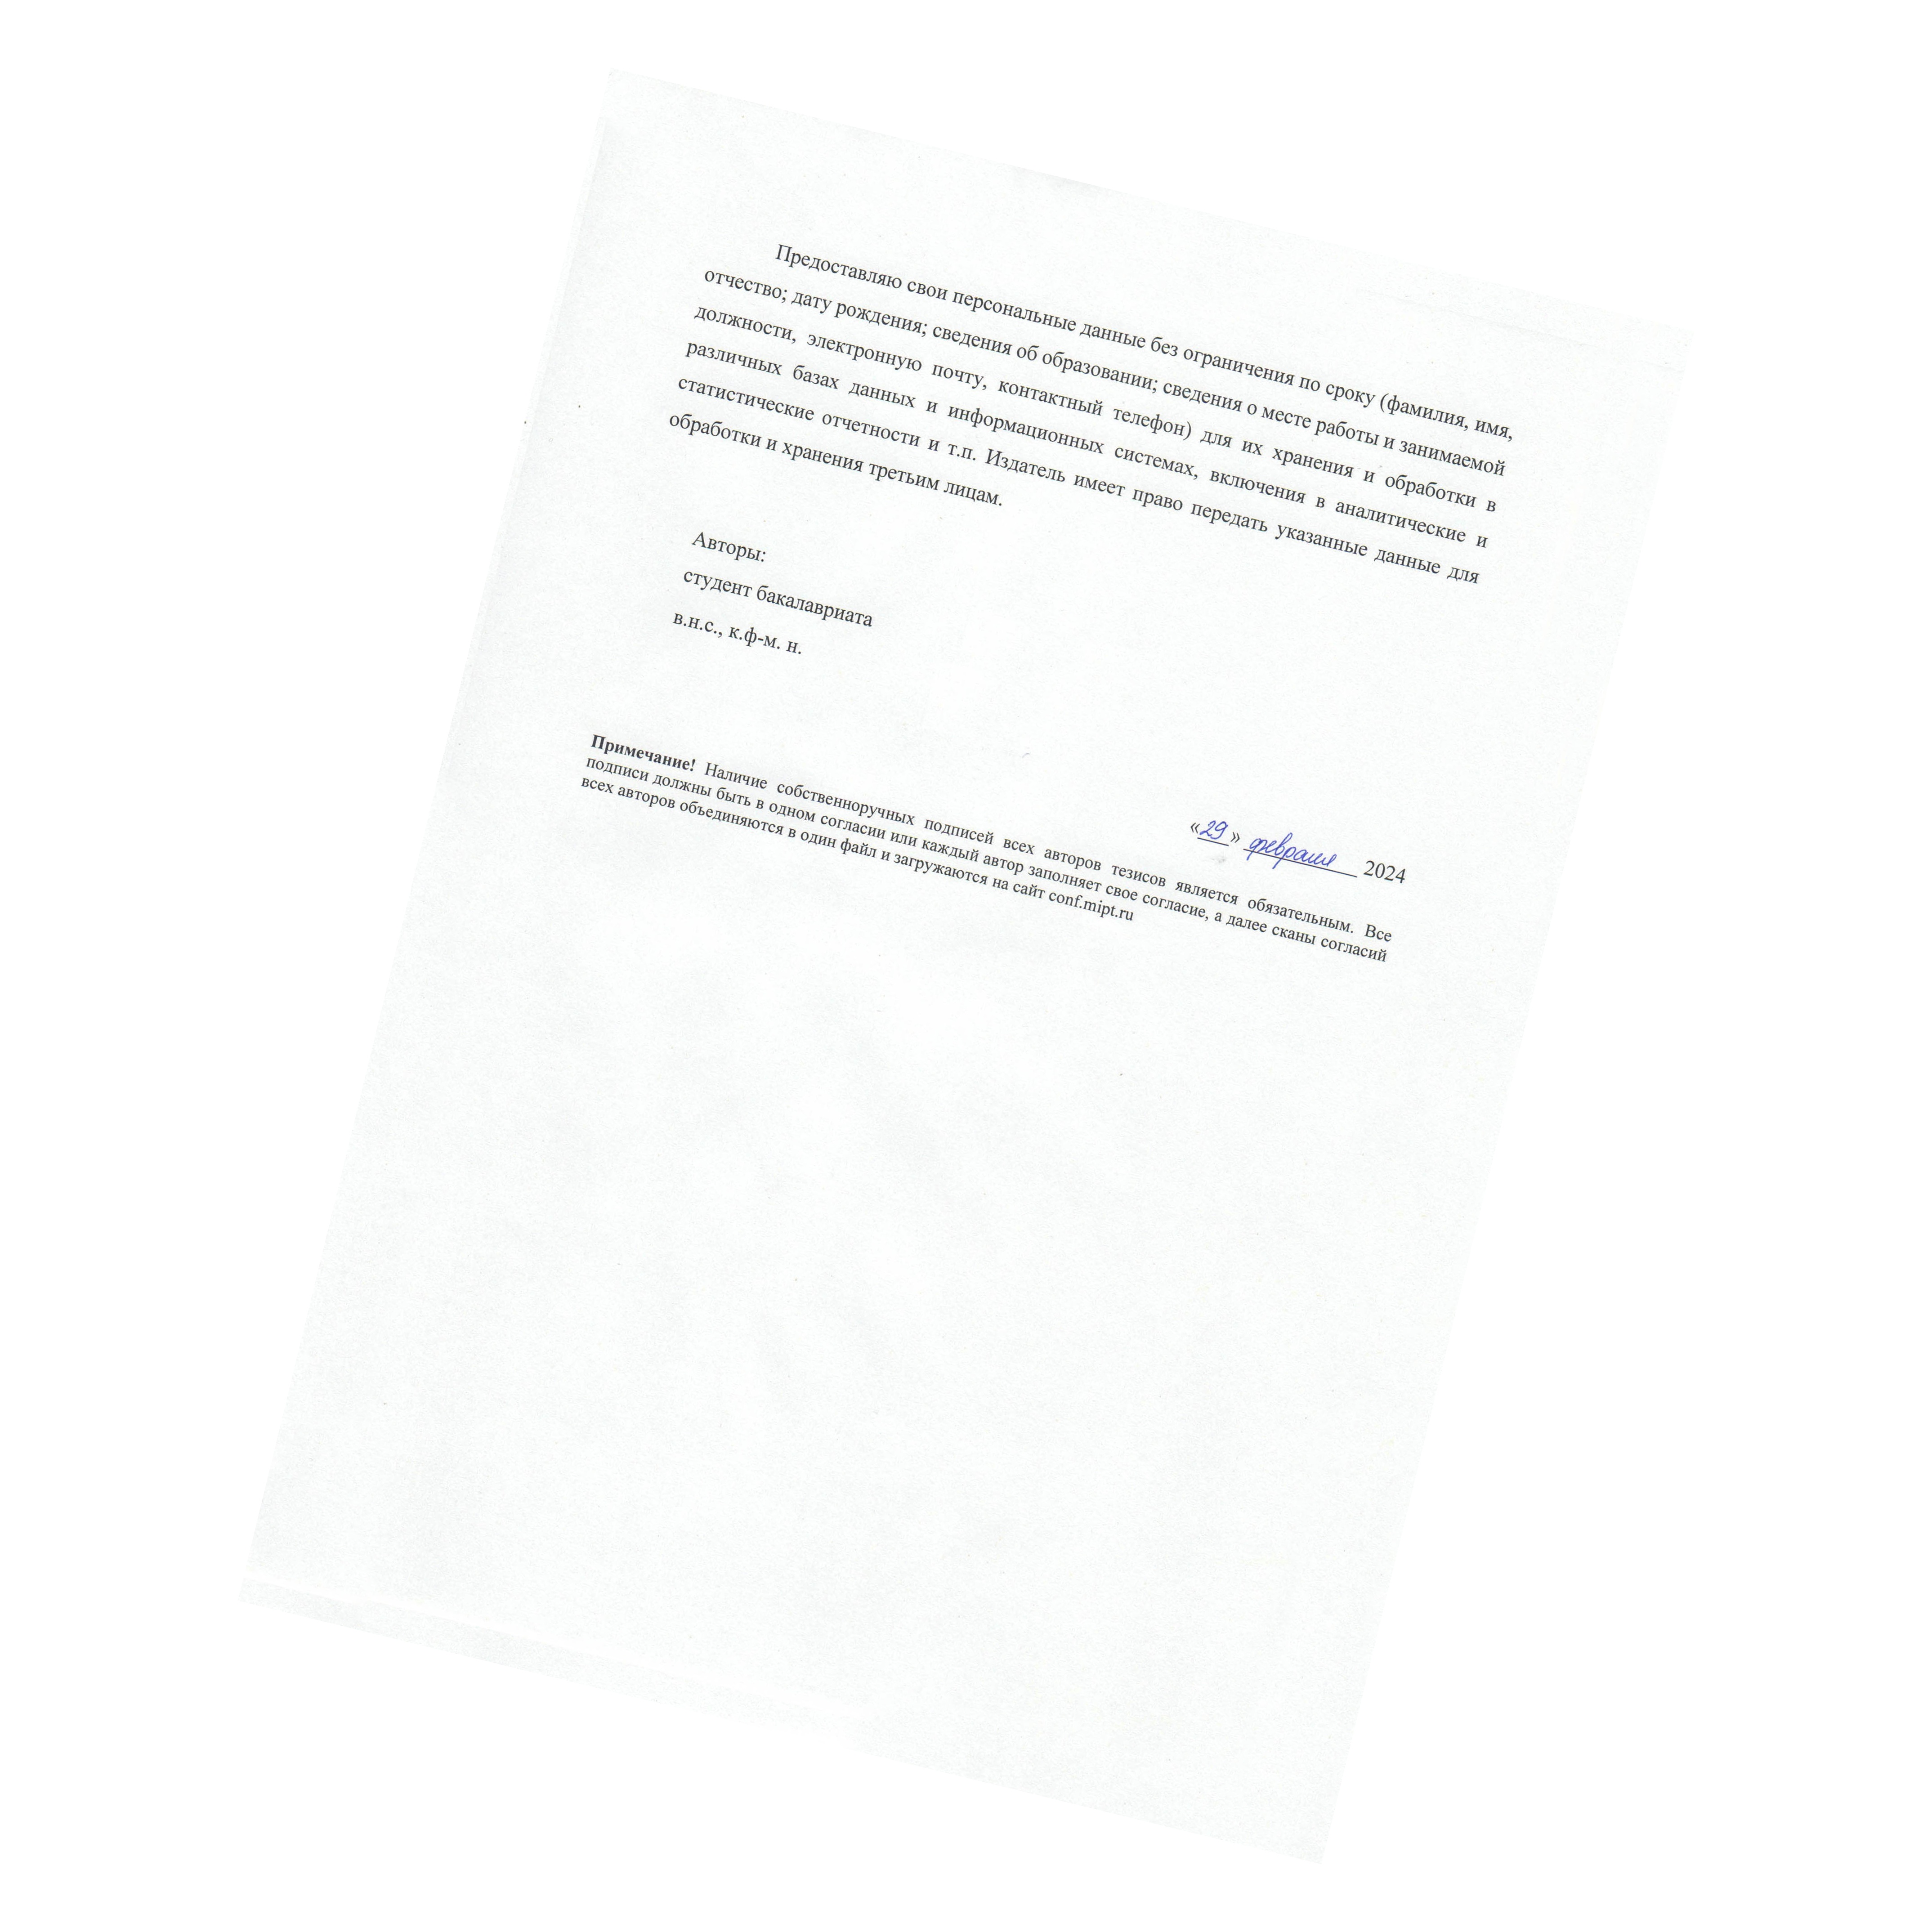 Предоставляю свои персональные данные без ограничения по сроку (фамилия, имя,
отчество; дату рождения; сведения об образовании; сведения о месте работы и занимаемой
должности, электронную почту, контактный телефон) для их хранения и обработки в
различных базах данных и информационных системах, включения в аналитические и
статистические отчетности и т.п. Издатель имеет право передать указанные данные для
обработки и хранения третьим лицам.
Авторы:
студент бакалавриата
в.н.с., к.ф-м. н.
«29» февраля 2024
Примечание! Наличие собственноручных подписей всех авторов тезисов является обязательным. Все
подписи должны быть в одном согласии или каждый автор заполняет свое согласие, а далее сканы согласий
всех авторов объединяются в один файл и загружаются на сайт conf.mipt.ru